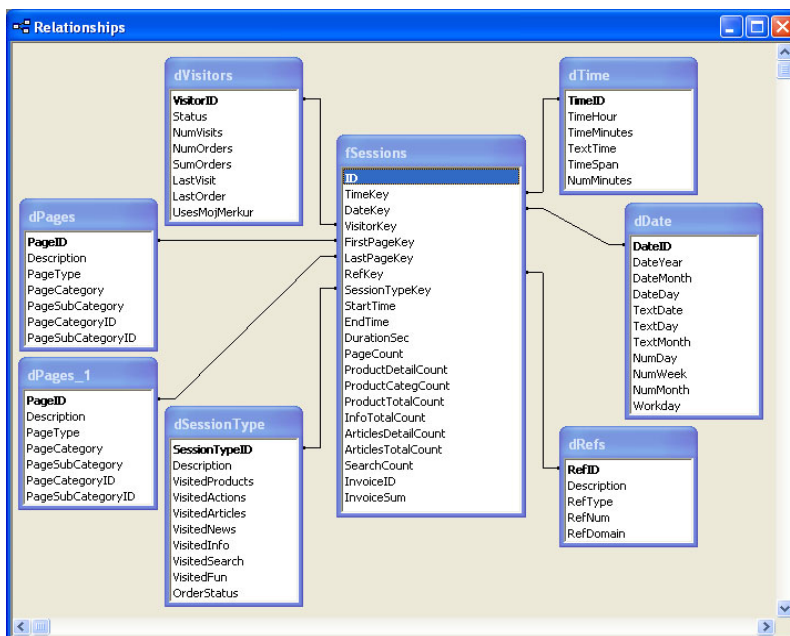 Relationships
dVisitors
VisitorID
Status
NumVisits
NumOrders
SumOrders
LastVisit
LastOrder
UsesMojMerkur
dPages
PageID
Description
PageType
PageCategory
PageSubCategory
PageCategoryID
PageSubCategoryID
dPages_1
PageID
Description
PageType
PageCategory
PageSubCategory
PageCategoryID
PageSubCategoryID
dSessionType
SessionTypeID
Description
VisitedProducts
VisitedActions
VisitedArticles
VisitedNews
VisitedInfo
VisitedSearch
VisitedFun
OrderStatus
fSessions
ID
TimeKey
DateKey
VisitorKey
FirstPageKey
LastPageKey
RefKey
SessionTypeKey
StartTime
EndTime
DurationSec
PageCount
ProductDetailCount
ProductCategCount
ProductTotalCount
InfoTotalCount
ArticlesDetailCount
ArticlesTotalCount
SearchCount
InvoiceID
InvoiceSum
dTime
TimeID
TimeHour
TimeMinutes
TextTime
TimeSpan
NumMinutes
dDate
DateID
DateYear
DateMonth
DateDay
TextDate
TextDay
TextMonth
NumDay
NumWeek
NumMonth
Workday
dRefs
RefID
Description
RefType
RefNum
RefDomain